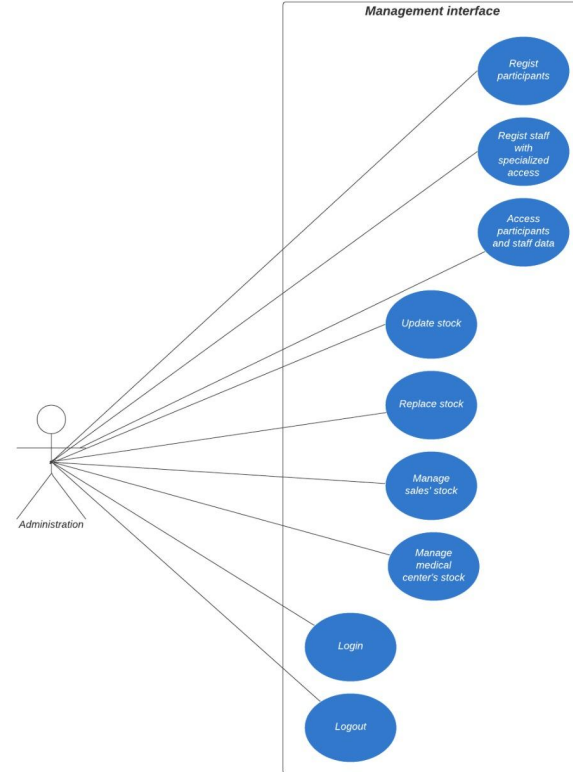 Management interface
Regist
participants
Regist staff
with
specialized
access
Access
participants
and staff data
Update stock
Replace stock
Manage
sales' stock
Manage
medical
center's stock
Administration
Login
Logout